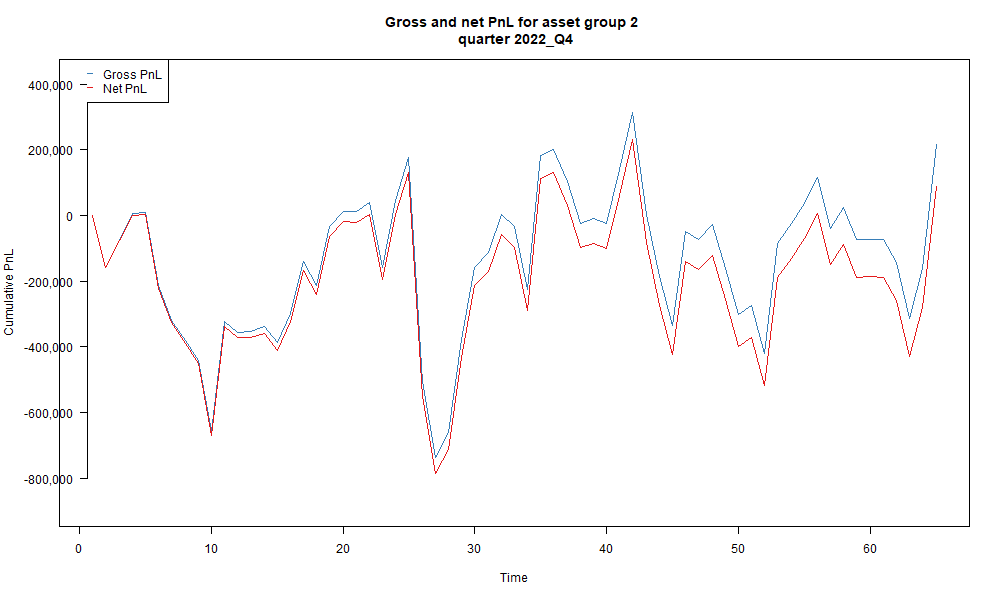 Gross and net PnL for asset group 2
quarter 2022_Q4
Gross PnL
Net PnL
400,000
200,000
0
-200,000
-400,000
-600,000
-800,000
Cumulative PnL
0 10 20 30 40 50 60
Time